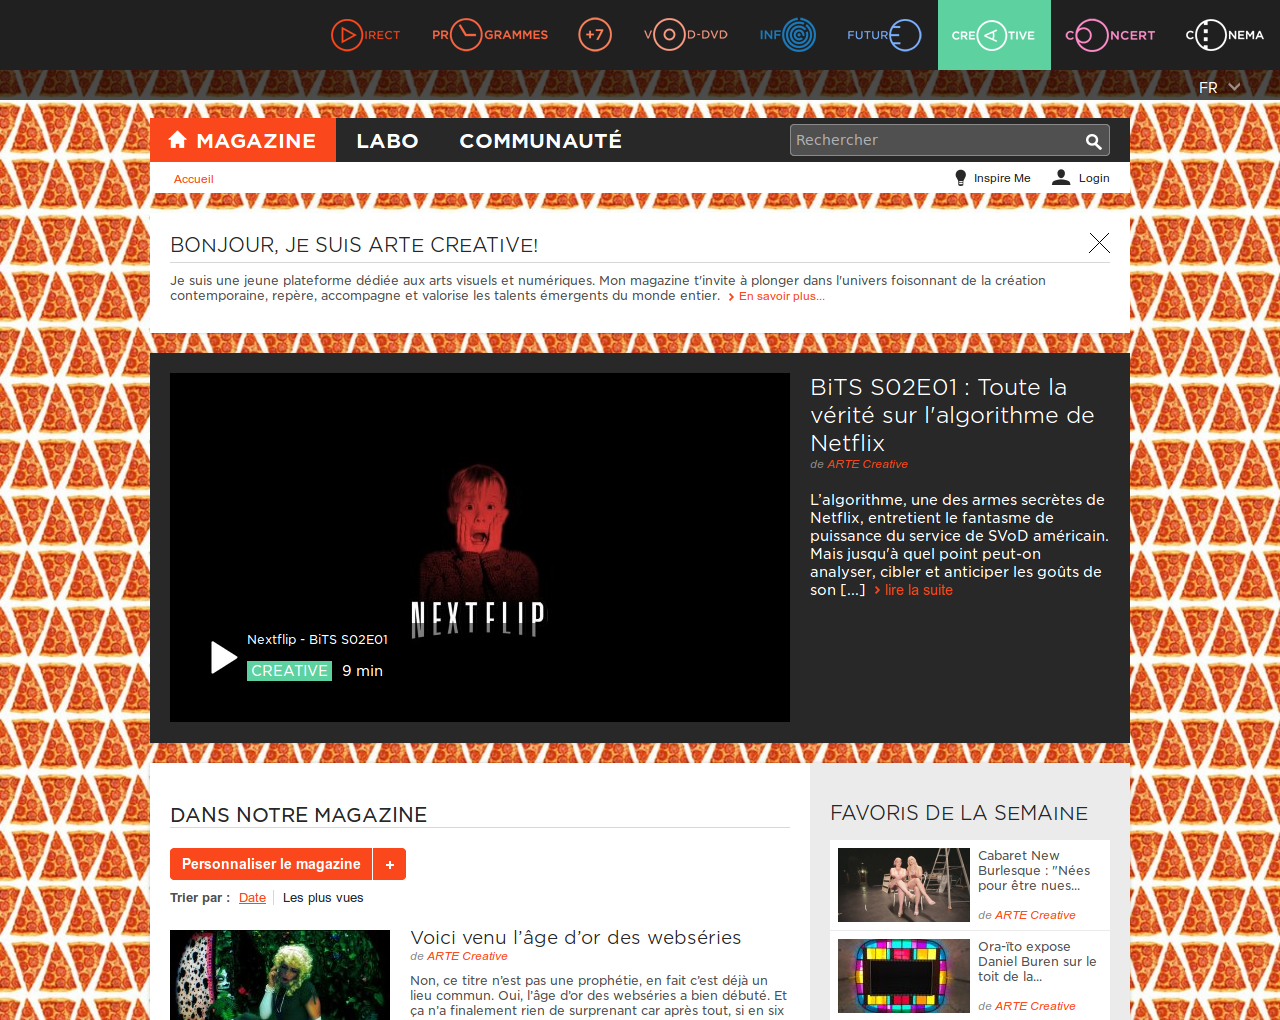 DIRECT
PROGRAMMES
+7
VOD-DVD
INFO
FUTURE
CREATIVE
CONCERT
CINEMA
FR
MAGAZINE
LABO
COMMUNAUTÉ
Rechercher
Accueil
Inspire Me
Login
BONJOUR, JE SUIS ARTE CREATIVE!
Je suis une jeune plateforme dédiée aux arts visuels et numériques. Mon magazine t'invite à plonger dans l'univers foisonnant de la création
contemporaine, repère, accompagne et valorise les talents émergents du monde entier. En savoir plus...
NEXTFLIP
Nextflip - BiTS S02E01
CREATIVE 9 min
BiTS S02E01 : Toute la
vérité sur l'algorithme de
Netflix
de ARTE Creative
L’algorithme, une des armes secrètes de
Netflix, entretient le fantasme de
puissance du service de SVoD américain.
Mais jusqu'à quel point peut-on
analyser, cibler et anticiper les goûts de
son [...] lire la suite
DANS NOTRE MAGAZINE
Personnaliser le magazine +
Trier par : Date Les plus vues
Voici venu l’âge d’or des webséries
de ARTE Creative
Non, ce titre n’est pas une prophétie, en fait c’est déjà un
lieu commun. Oui, l’âge d’or des webséries a bien débuté. Et
ça n’a finalement rien de surprenant car après tout, si en six
FAVORIS DE LA SEMAINE
Cabaret New
Burlesque : "Nées
pour être nues...
de ARTE Creative
Ora-ïto expose
Daniel Buren sur le
toit de la...
de ARTE Creative